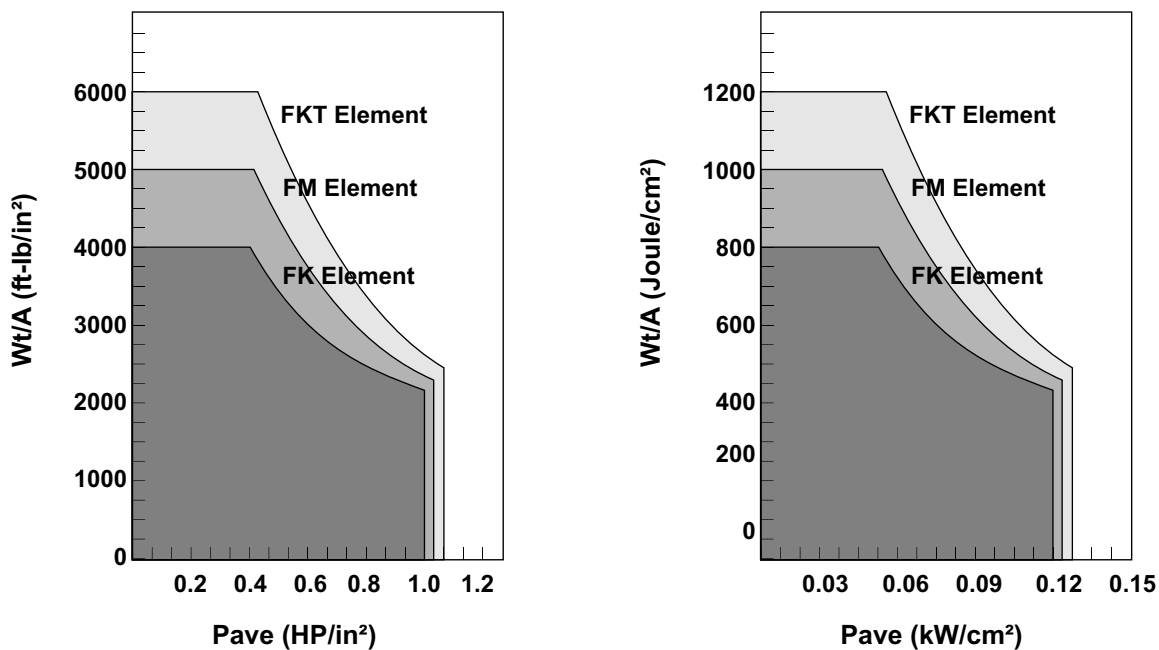 6000
5000
4000
3000
2000
1000
0
Wt/A (ft-lb/in²)
FKT Element
FM Element
FK Element
0.2 0.4 0.6 0.8 1.0 1.2
Pave (HP/in²)
1200
1000
800
600
400
200
0
Wt/A (Joule/cm²)
FKT Element
FM Element
FK Element
0.03 0.06 0.09 0.12 0.15
Pave (kW/cm²)